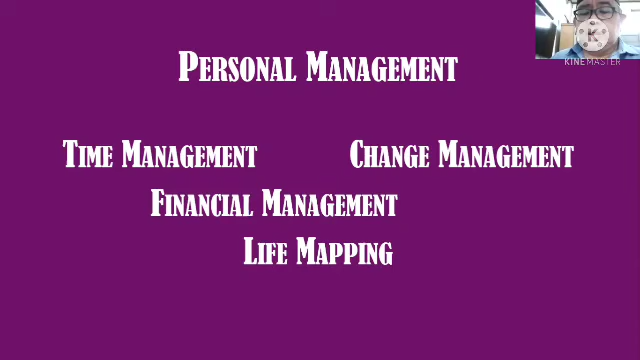 PERSONAL MANAGEMENT
TIME MANAGEMENT CHANGE MANAGEMENT
FINANCIAL MANAGEMENT
LIFE MAPPING
K
KINEMASTER